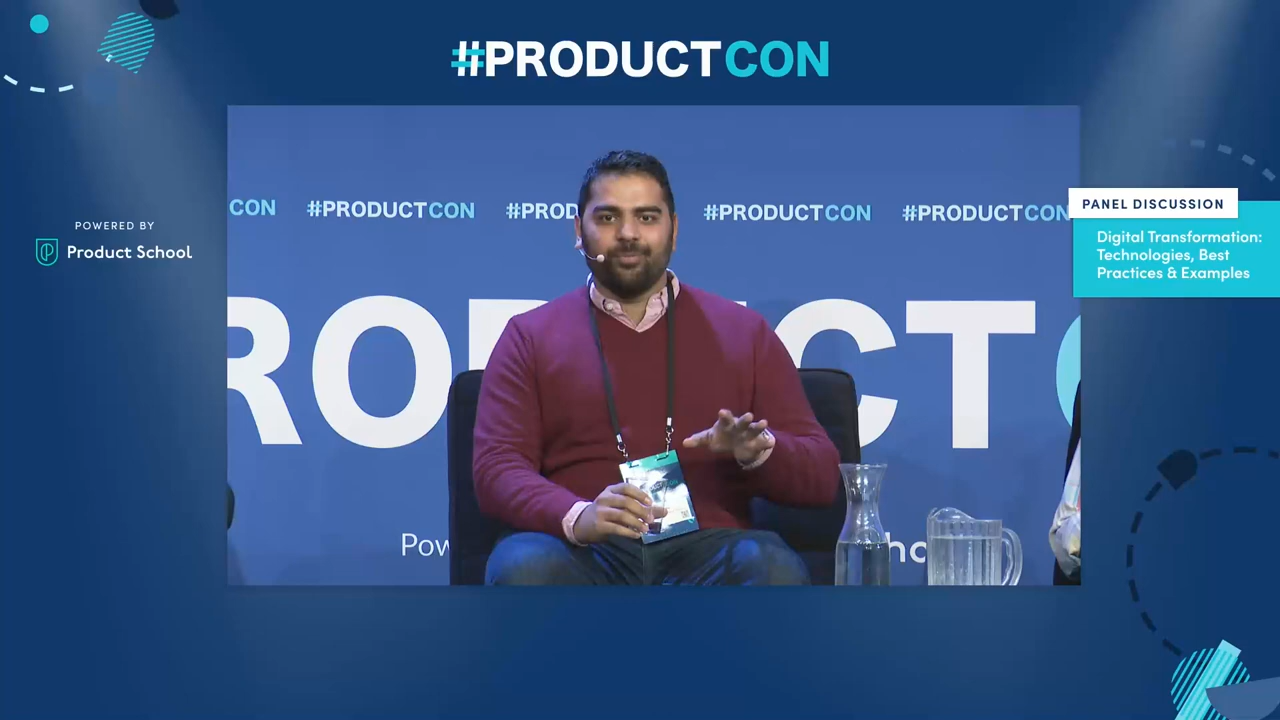 #PRODUCTCON
POWERED BY
Product School
CON #PRODUCTCON #PROD #PRODUCTCON #PRODUCTCON
PANEL DISCUSSION
Digital Transformation:
Technologies, Best
Practices & Examples
RO CT
Pow ho